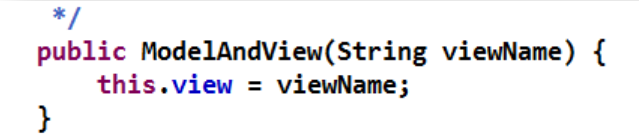 */
public ModelAndView(String viewName) {
this.view = viewName;
}